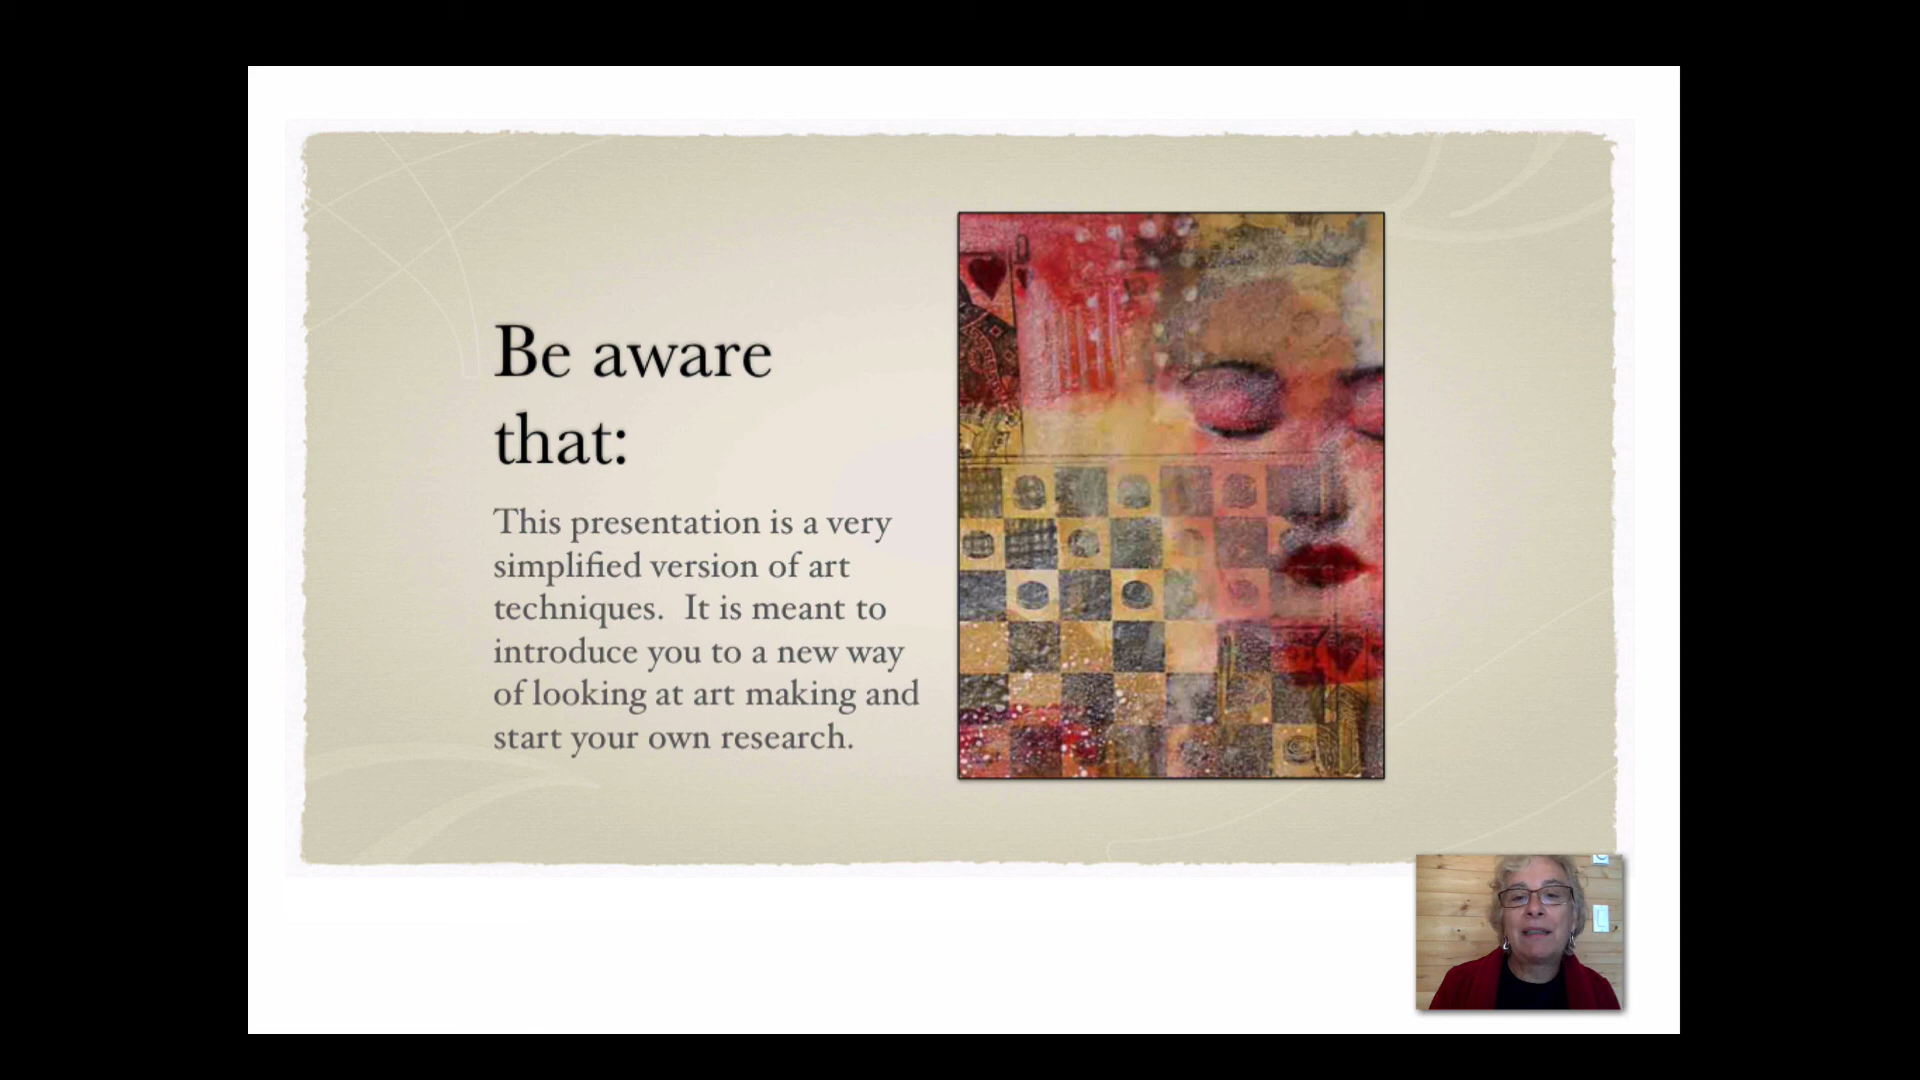 Be aware
that:
This presentation is a very
simplified version of art
techniques.  It is meant to
introduce you to a new way
of looking at art making and
start your own research.